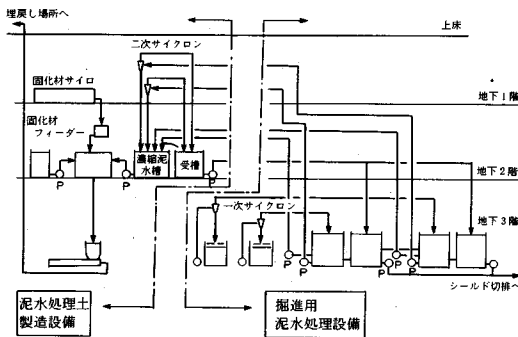 埋戻し場所へ
上床
二次サイクロン
固化材サイロ
地下1階
固化材
フィーダー
濃縮泥
水槽
受槽
P
P
P
地下2階
一次サイクロン
地下3階
P
P
P
P
P
P
シールド切排へ
泥水処理土
製造設備
掘進用
泥水処理設備